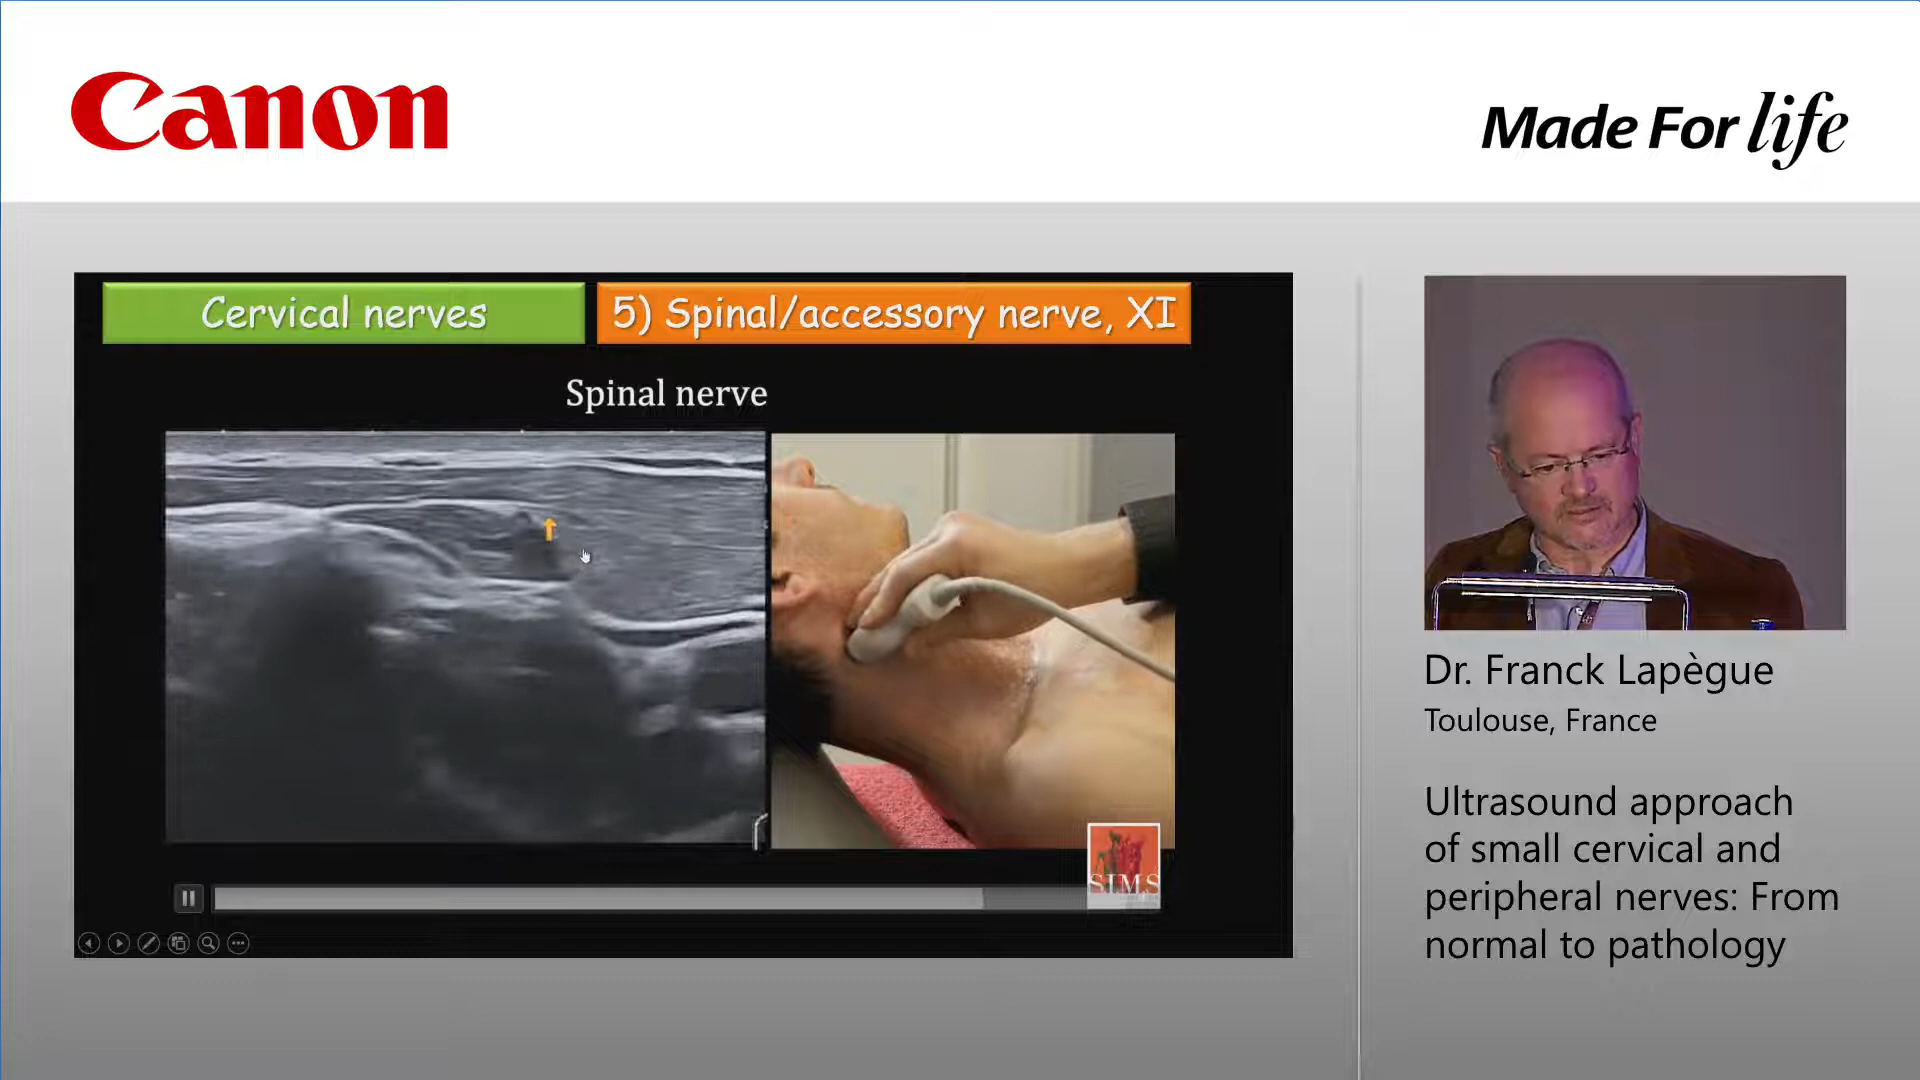 Canon
Made For life
Cervical nerves
5) Spinal/accessory nerve, XI
Spinal nerve
SIMS
Dr. Franck Lapègue
Toulouse, France
Ultrasound approach
of small cervical and
peripheral nerves: From
normal to pathology